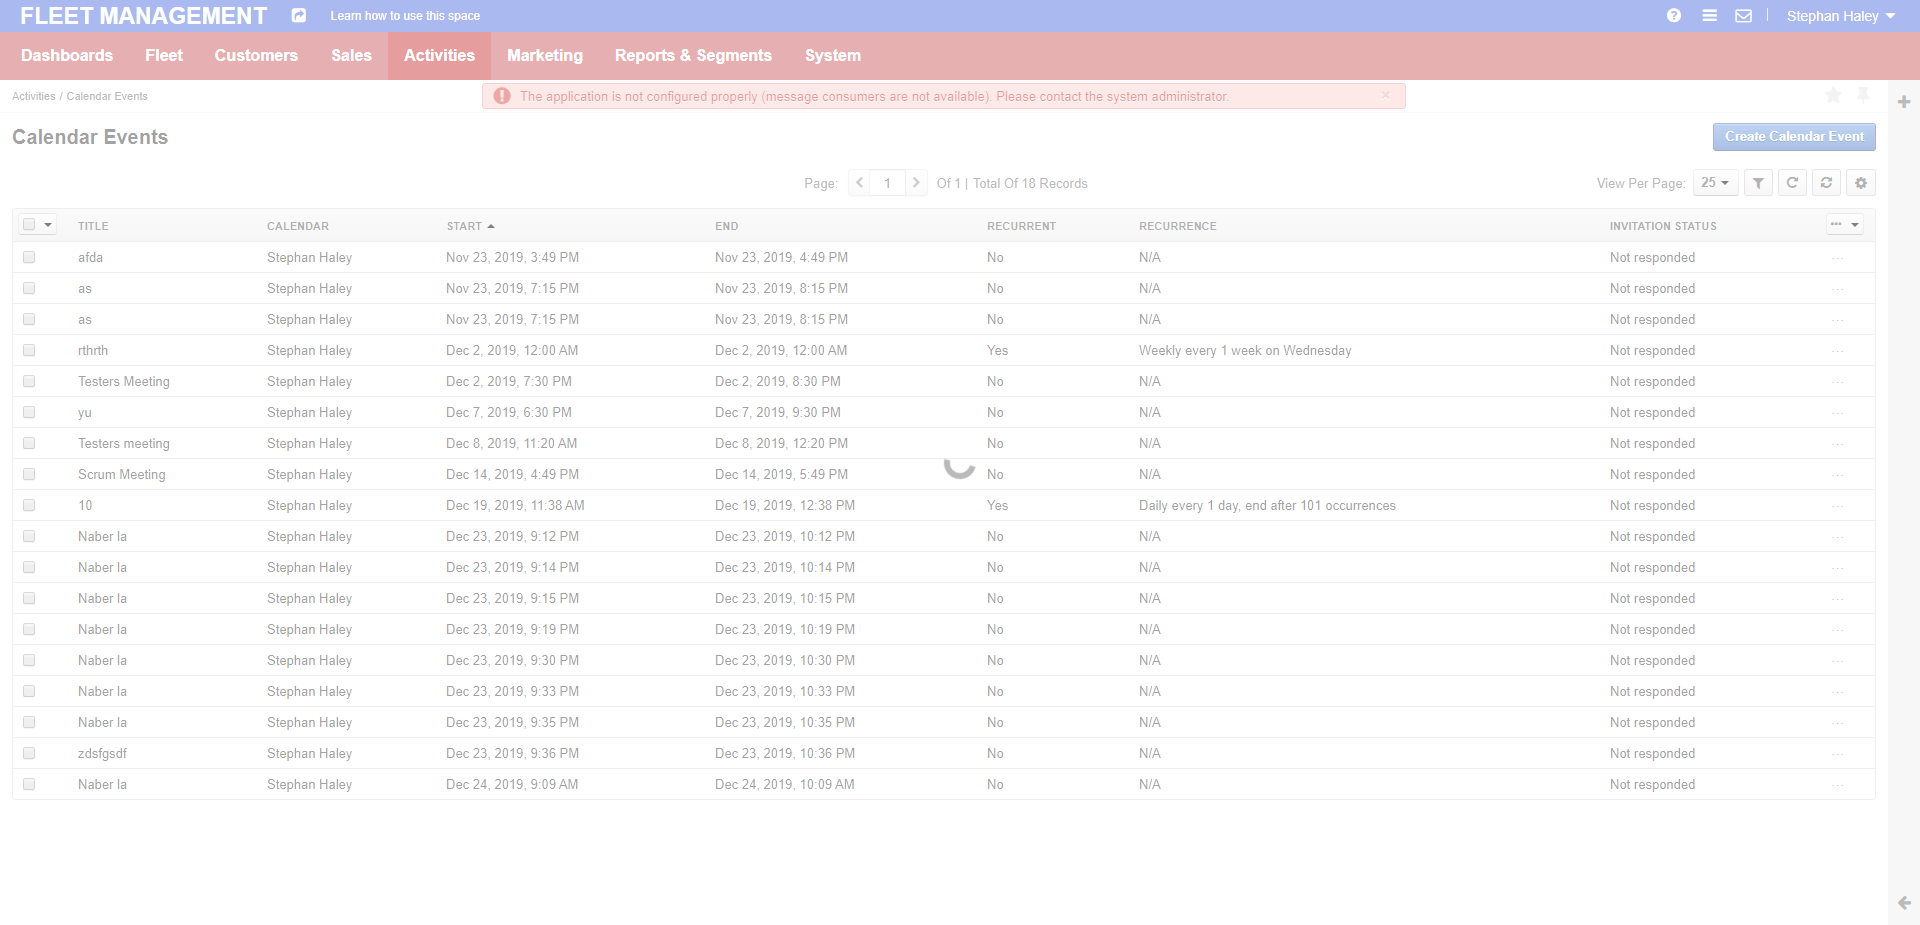 FLEET MANAGEMENT Learn how to use this space Stephan Haley
Dashboards Fleet Customers Sales Activities Marketing Reports & Segments System
Activities / Calendar Events
The application is not configured properly (message consumers are not available). Please contact the system administrator.
Calendar Events
Create Calendar Event
Page: 1 Of 1 | Total Of 18 Records View Per Page: 25
TITLE CALENDAR START END RECURRENT RECURRENCE INVITATION STATUS
afda Stephan Haley Nov 23, 2019, 3:49 PM Nov 23, 2019, 4:49 PM No N/A Not responded
as Stephan Haley Nov 23, 2019, 7:15 PM Nov 23, 2019, 8:15 PM No N/A Not responded
as Stephan Haley Nov 23, 2019, 7:15 PM Nov 23, 2019, 8:15 PM No N/A Not responded
rthrth Stephan Haley Dec 2, 2019, 12:00 AM Dec 2, 2019, 12:00 AM Yes Weekly every 1 week on Wednesday Not responded
Testers Meeting Stephan Haley Dec 2, 2019, 7:30 PM Dec 2, 2019, 8:30 PM No N/A Not responded
yu Stephan Haley Dec 7, 2019, 6:30 PM Dec 7, 2019, 9:30 PM No N/A Not responded
Testers meeting Stephan Haley Dec 8, 2019, 11:20 AM Dec 8, 2019, 12:20 PM No N/A Not responded
Scrum Meeting Stephan Haley Dec 14, 2019, 4:49 PM Dec 14, 2019, 5:49 PM No N/A Not responded
10 Stephan Haley Dec 19, 2019, 11:38 AM Dec 19, 2019, 12:38 PM Yes Daily every 1 day, end after 101 occurrences Not responded
Naber la Stephan Haley Dec 23, 2019, 9:12 PM Dec 23, 2019, 10:12 PM No N/A Not responded
Naber la Stephan Haley Dec 23, 2019, 9:14 PM Dec 23, 2019, 10:14 PM No N/A Not responded
Naber la Stephan Haley Dec 23, 2019, 9:15 PM Dec 23, 2019, 10:15 PM No N/A Not responded
Naber la Stephan Haley Dec 23, 2019, 9:19 PM Dec 23, 2019, 10:19 PM No N/A Not responded
Naber la Stephan Haley Dec 23, 2019, 9:30 PM Dec 23, 2019, 10:30 PM No N/A Not responded
Naber la Stephan Haley Dec 23, 2019, 9:33 PM Dec 23, 2019, 10:33 PM No N/A Not responded
Naber la Stephan Haley Dec 23, 2019, 9:35 PM Dec 23, 2019, 10:35 PM No N/A Not responded
zdsfgsdf Stephan Haley Dec 23, 2019, 9:36 PM Dec 23, 2019, 10:36 PM No N/A Not responded
Naber la Stephan Haley Dec 24, 2019, 9:09 AM Dec 24, 2019, 10:09 AM No N/A Not responded